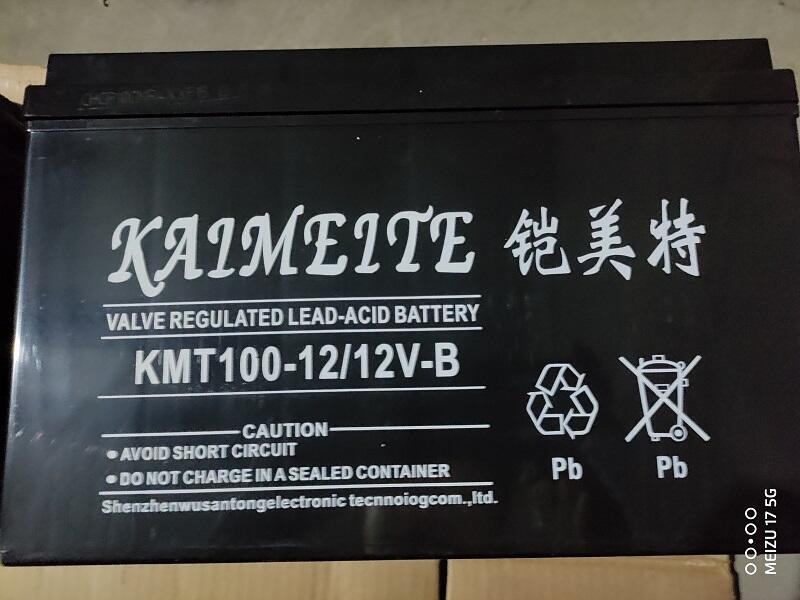 KAIMEITE 铠美特
VALVE REGULATED LEAD-ACID BATTERY
KMT100-12/12V-B
CAUTION
• AVOID SHORT CIRCUIT
• DO NOT CHARGE IN A SEALED CONTAINER
Shenzhenwusantongelectronic tecnnoiogcom.,ltd.
Pb
Pb
MEIZU 17 5G